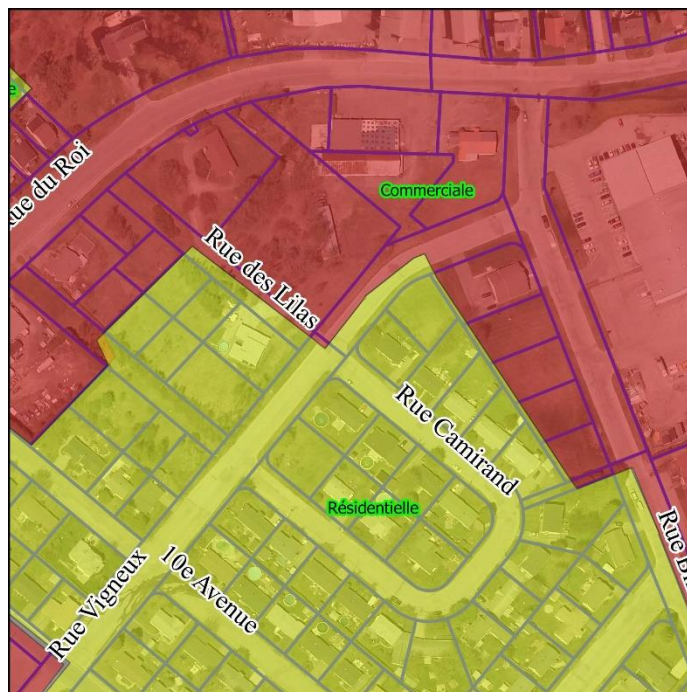 Rue du Roi
Commerciale
Rue des Lilas
Rue Camirand
Résidentielle
10e Avenue
Rue Vigneux